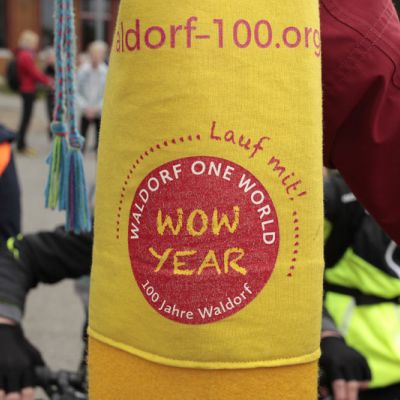 aldorf-100.org
Lauf mit!
WALDORF ONE WORLD
WOW
YEAR
100 Jahre Waldorf